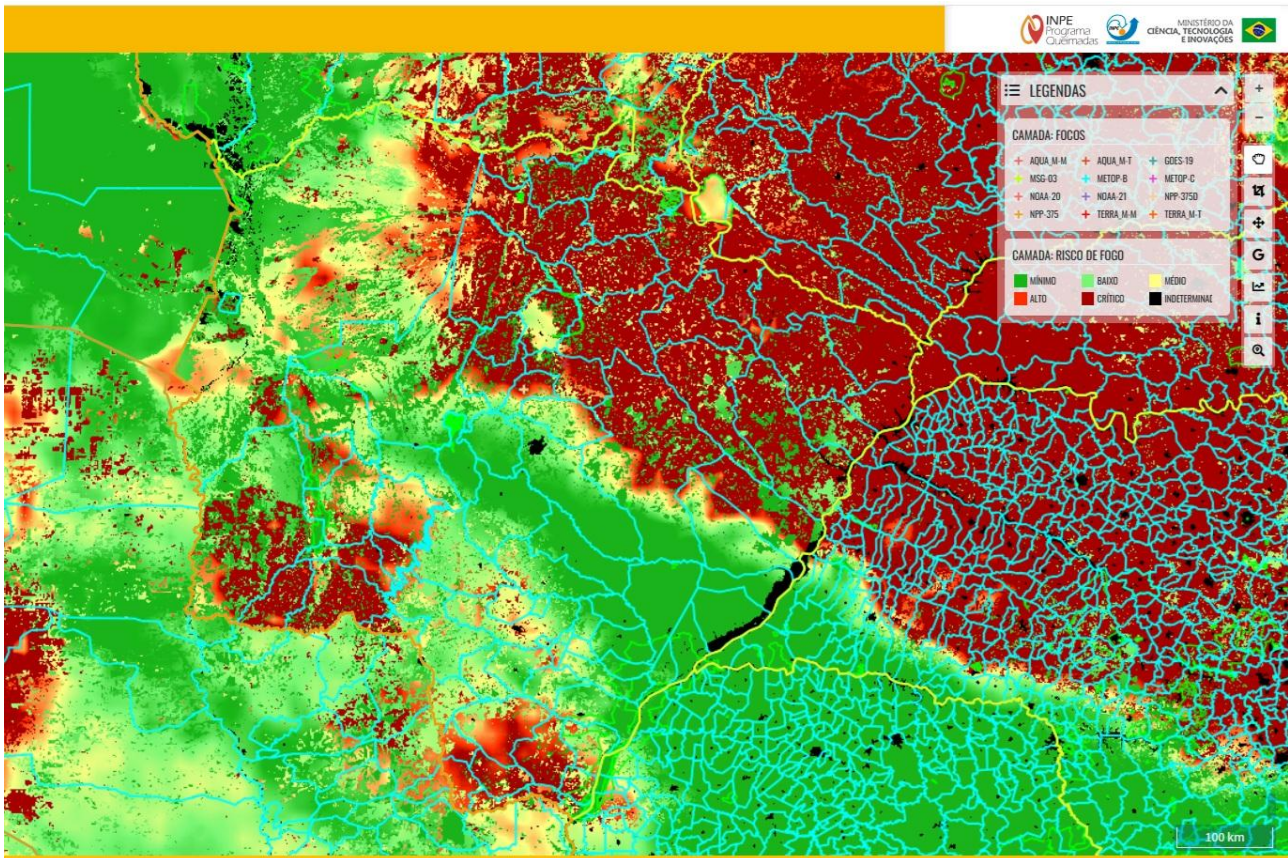 INPE
Programa
Queimadas
INPE
MINISTÉRIO DA
CIÊNCIA, TECNOLOGIA
E INOVAÇÕES
LEGENDAS
CAMADA: FOCOS
AQUA_M-M AQUA_M-T GOES-19
MSG-03 METOP-B METOP-C
NOAA-20 NOAA-21 NPP-375D
NPP-375 TERRA_M-M TERRA_M-T
CAMADA: RISCO DE FOGO
MÍNIMO BAIXO MÉDIO
ALTO CRÍTICO INDETERMINAD
+
−
G
i
100 km